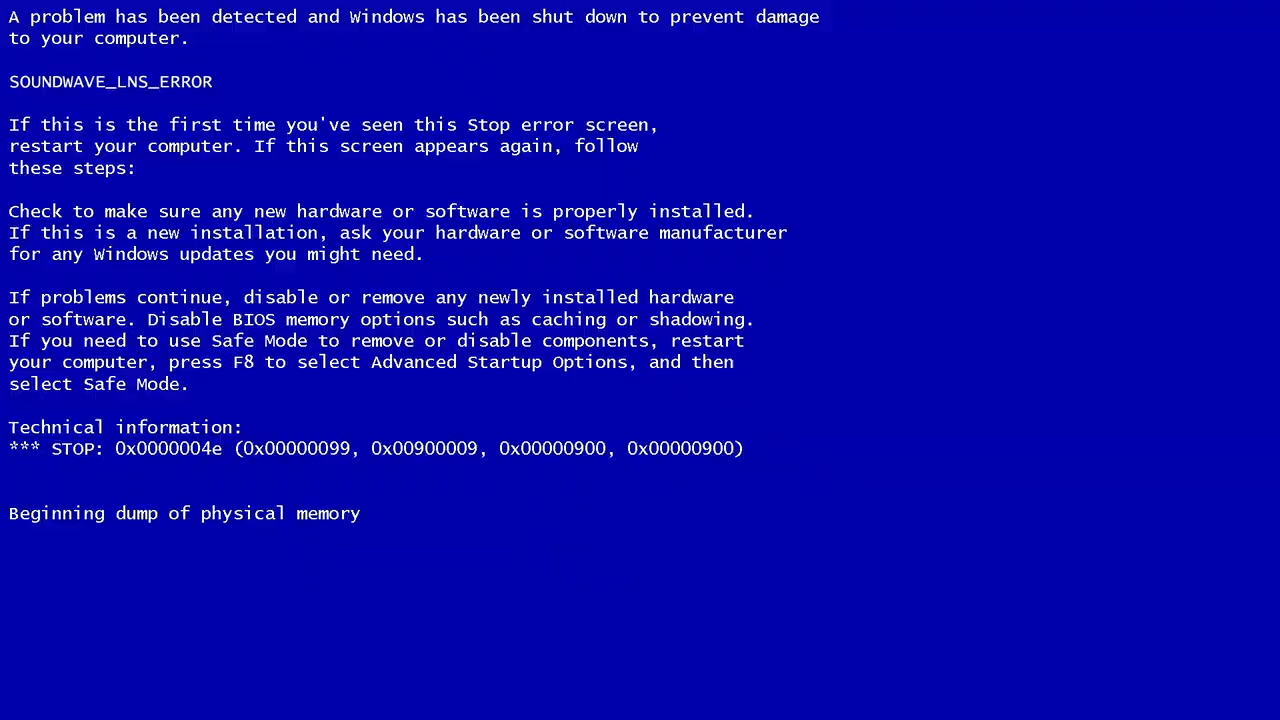 A problem has been detected and Windows has been shut down to prevent damage
to your computer.
SOUNDWAVE_LNS_ERROR
If this is the first time you've seen this Stop error screen,
restart your computer. If this screen appears again, follow
these steps:
Check to make sure any new hardware or software is properly installed.
If this is a new installation, ask your hardware or software manufacturer
for any Windows updates you might need.
If problems continue, disable or remove any newly installed hardware
or software. Disable BIOS memory options such as caching or shadowing.
If you need to use Safe Mode to remove or disable components, restart
your computer, press F8 to select Advanced Startup Options, and then
select Safe Mode.
Technical information:
*** STOP: 0x0000004e (0x00000099, 0x00900009, 0x00000900, 0x00000900)
Beginning dump of physical memory